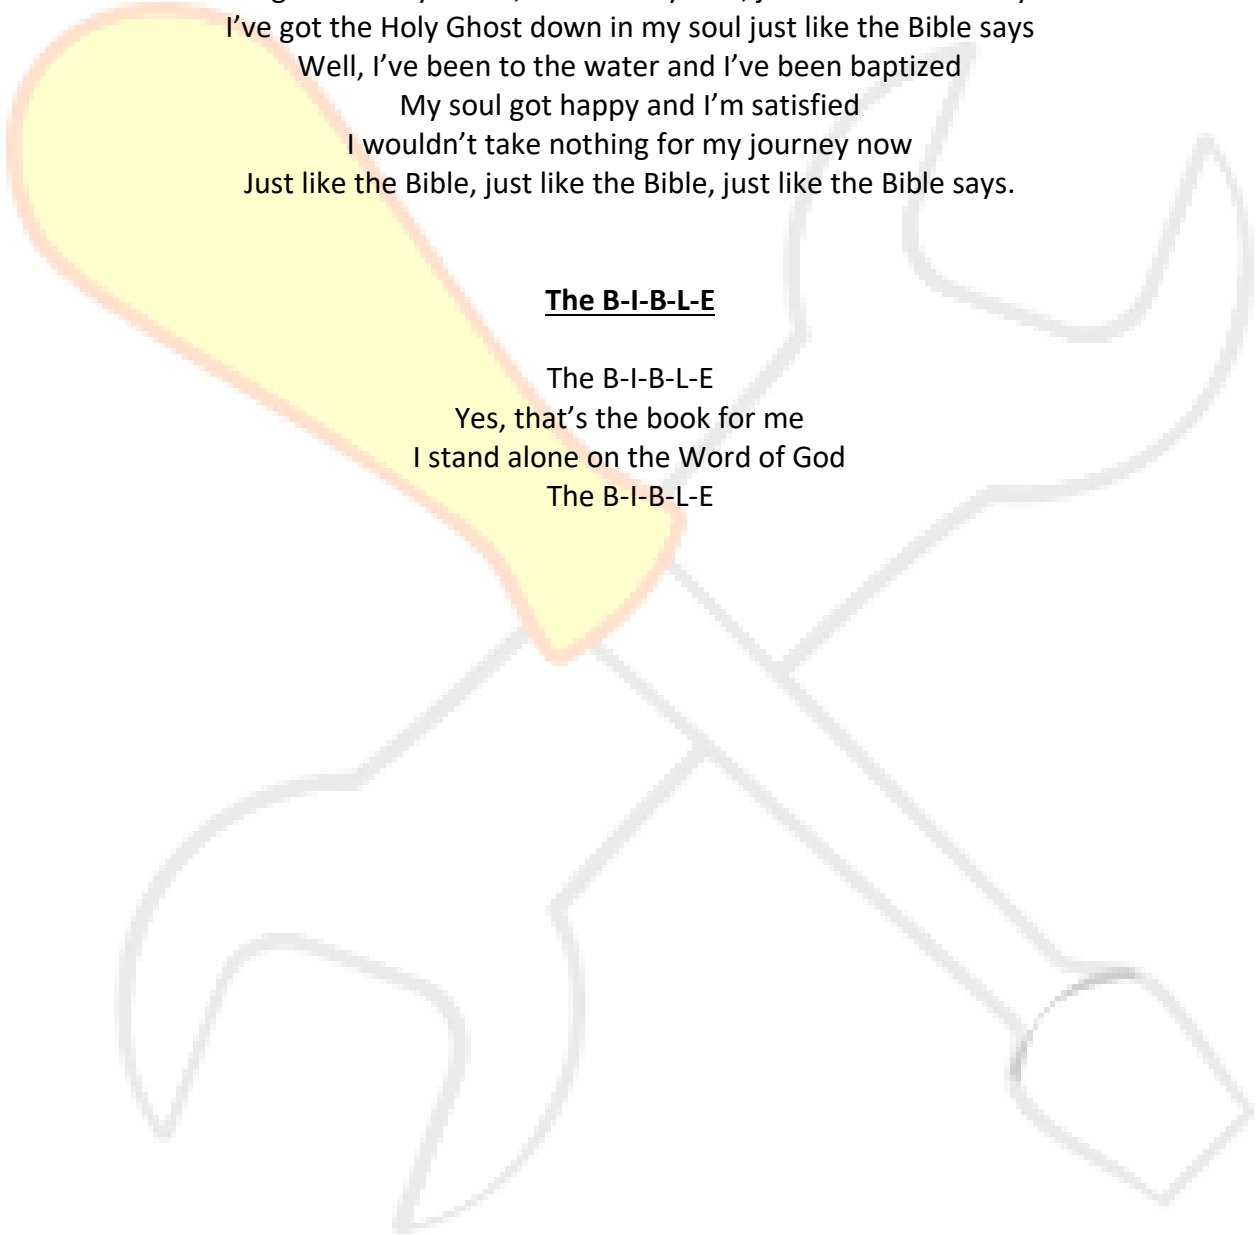 I’ve got the Holy Ghost down in my soul just like the Bible says
Well, I’ve been to the water and I’ve been baptized
My soul got happy and I’m satisfied
I wouldn’t take nothing for my journey now
Just like the Bible, just like the Bible, just like the Bible says.
The B-I-B-L-E
The B-I-B-L-E
Yes, that’s the book for me
I stand alone on the Word of God
The B-I-B-L-E